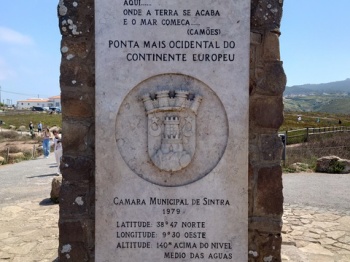 AQUI.....
ONDE A TERRA SE ACABA
E O MAR COMEÇA.....
(CAMÕES)
PONTA MAIS OCIDENTAL DO
CONTINENTE EUROPEU
CAMARA MUNICIPAL DE SINTRA
1979
LATITUDE: 38°47 NORTE
LONGITUDE: 9°30 OESTE
ALTITUDE: 140M ACIMA DO NIVEL
MEDIO DAS AGUAS